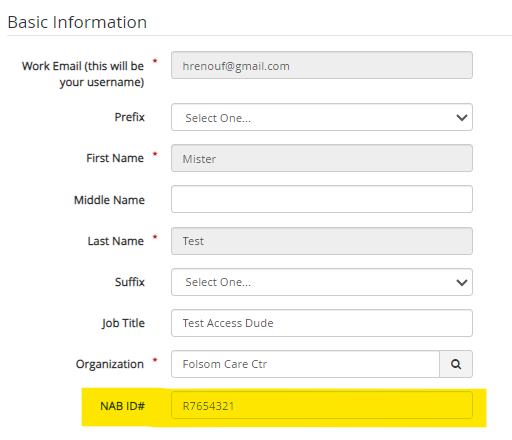 Basic Information
Work Email (this will be * hrenouf@gmail.com
your username)
Prefix Select One...
First Name * Mister
Middle Name
Last Name * Test
Suffix Select One...
Job Title Test Access Dude
Organization * Folsom Care Ctr
NAB ID# R7654321